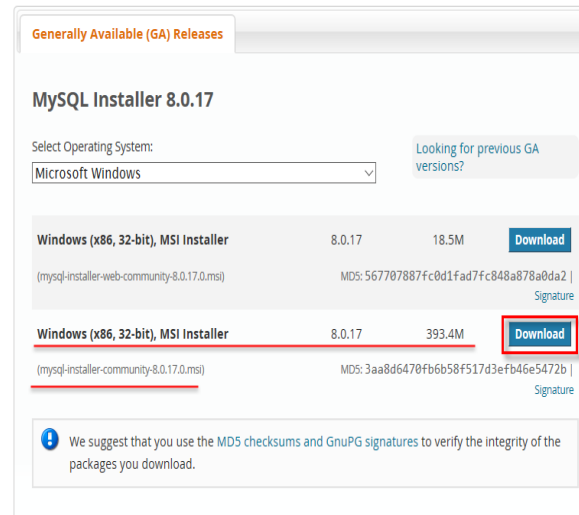 Generally Available (GA) Releases
MySQL Installer 8.0.17
Select Operating System:
Looking for previous GA
versions?
Microsoft Windows
Windows (x86, 32-bit), MSI Installer 8.0.17 18.5M Download
(mysql-installer-web-community-8.0.17.0.msi) MD5: 567707887fc0d1fad7fc848a878a0da2 |
Signature
Windows (x86, 32-bit), MSI Installer 8.0.17 393.4M Download
(mysql-installer-community-8.0.17.0.msi) MD5: 3aa8d6470fb6b58f517d3efb46e5472b |
Signature
We suggest that you use the MD5 checksums and GnuPG signatures to verify the integrity of the
packages you download.